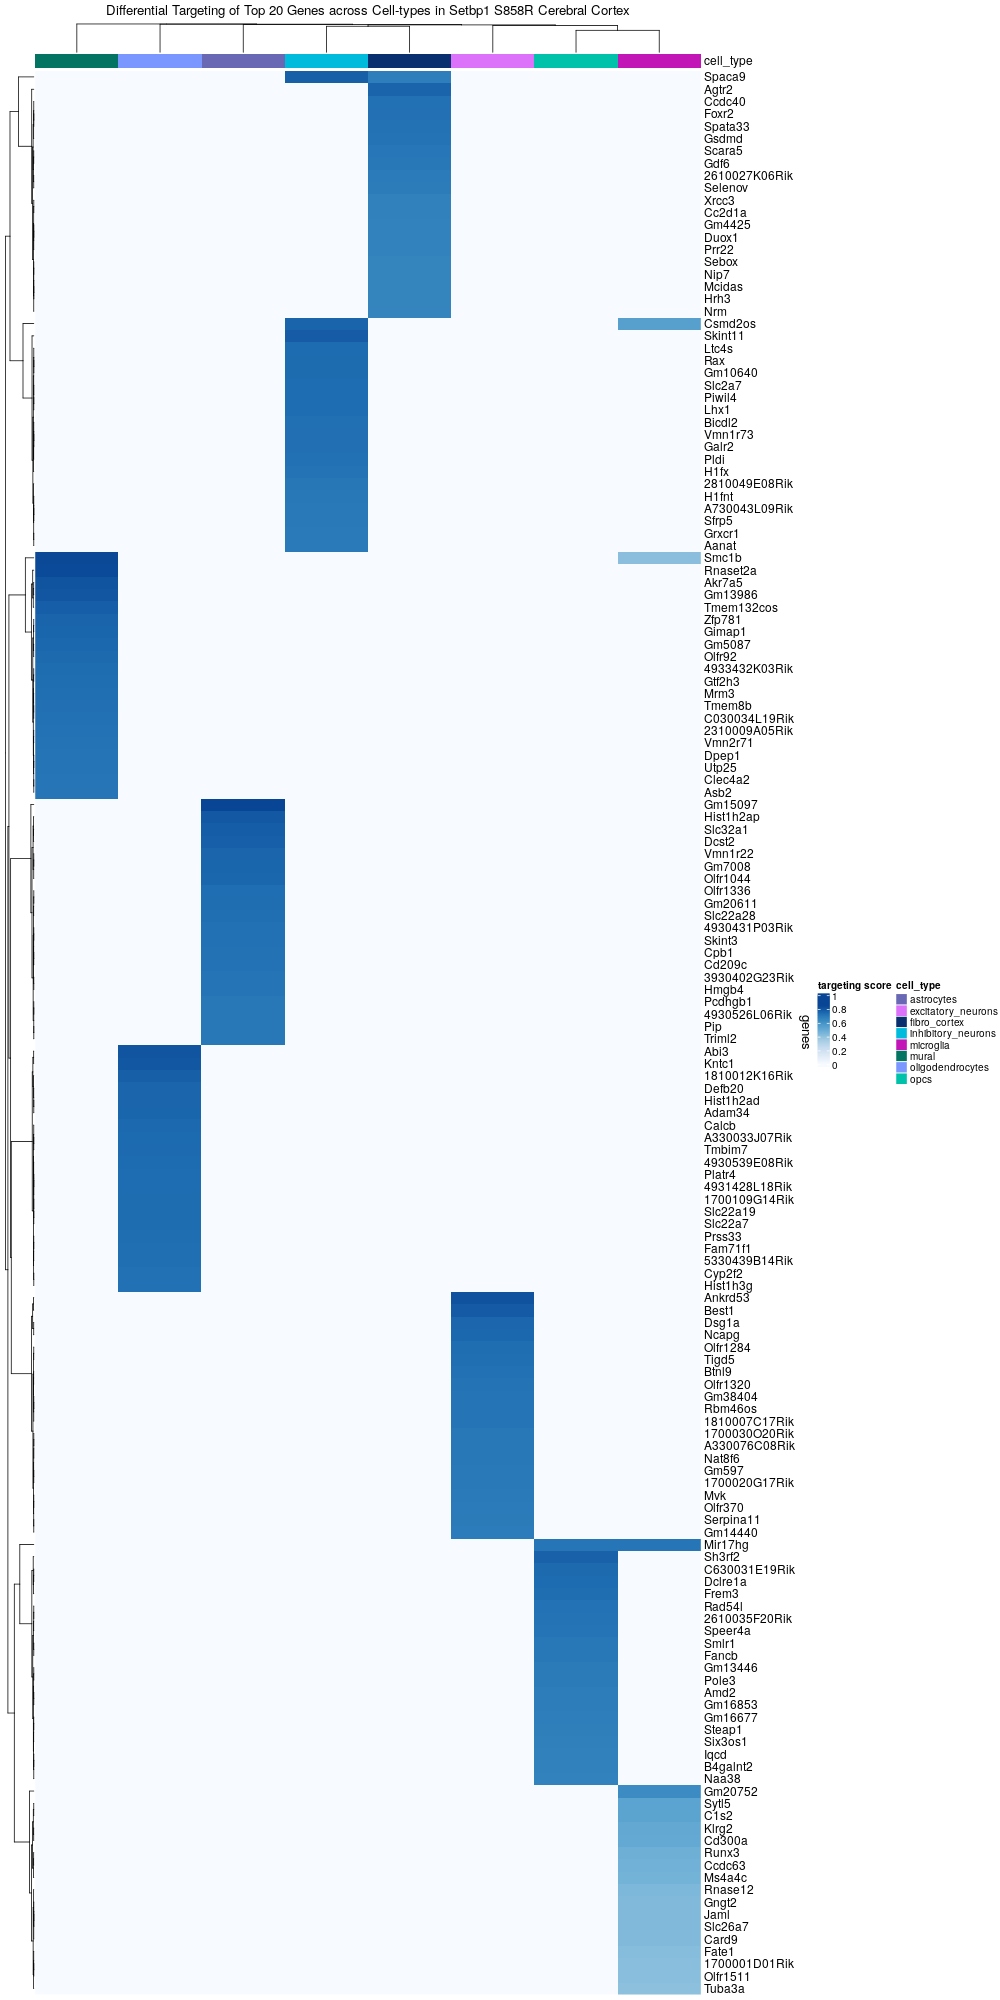 Differential Targeting of Top 20 Genes across Cell-types in Setbp1 S858R Cerebral Cortex
cell_type
Spaca9
Agtr2
Ccdc40
Foxr2
Spata33
Gsdmd
Scara5
Gdf6
2610027K06Rik
Selenov
Xrcc3
Cc2d1a
Gm4425
Duox1
Prr22
Sebox
Nip7
Mcidas
Hrh3
Nrm
Csmd2os
Skint11
Ltc4s
Rax
Gm10640
Slc2a7
Piwil4
Lhx1
Bicdl2
Vmn1r73
Galr2
Pldi
H1fx
2810049E08Rik
H1fnt
A730043L09Rik
Sfrp5
Grxcr1
Aanat
Smc1b
Rnaset2a
Akr7a5
Gm13986
Tmem132cos
Zfp781
Gimap1
Gm5087
Olfr92
4933432K03Rik
Gtf2h3
Mrm3
Tmem8b
C030034L19Rik
2310009A05Rik
Vmn2r71
Dpep1
Utp25
Clec4a2
Asb2
Gm15097
Hist1h2ap
Slc32a1
Dcst2
Vmn1r22
Gm7008
Olfr1044
Olfr1336
Gm20611
Slc22a28
4930431P03Rik
Skint3
Cpb1
Cd209c
3930402G23Rik
Hmgb4
Pcdhgb1
4930526L06Rik
Pip
Triml2
Abi3
Kntc1
1810012K16Rik
Defb20
Hist1h2ad
Adam34
Calcb
A330033J07Rik
Tmbim7
4930539E08Rik
Platr4
4931428L18Rik
1700109G14Rik
Slc22a19
Slc22a7
Prss33
Fam71f1
5330439B14Rik
Cyp2f2
Hist1h3g
Ankrd53
Best1
Dsg1a
Ncapg
Olfr1284
Tigd5
Btnl9
Olfr1320
Gm38404
Rbm46os
1810007C17Rik
1700030O20Rik
A330076C08Rik
Nat8f6
Gm597
1700020G17Rik
Mvk
Olfr370
Serpina11
Gm14440
Mir17hg
Sh3rf2
C630031E19Rik
Dclre1a
Frem3
Rad54l
2610035F20Rik
Speer4a
Smlr1
Fancb
Gm13446
Pole3
Amd2
Gm16853
Gm16677
Steap1
Six3os1
Iqcd
B4galnt2
Naa38
Gm20752
Sytl5
C1s2
Klrg2
Cd300a
Runx3
Ccdc63
Ms4a4c
Rnase12
Gngt2
Jaml
Slc26a7
Card9
Fate1
1700001D01Rik
Olfr1511
Tuba3a
genes
targeting score
1
0.8
0.6
0.4
0.2
0
cell_type
astrocytes
excitatory_neurons
fibro_cortex
inhibitory_neurons
microglia
mural
oligodendrocytes
opcs